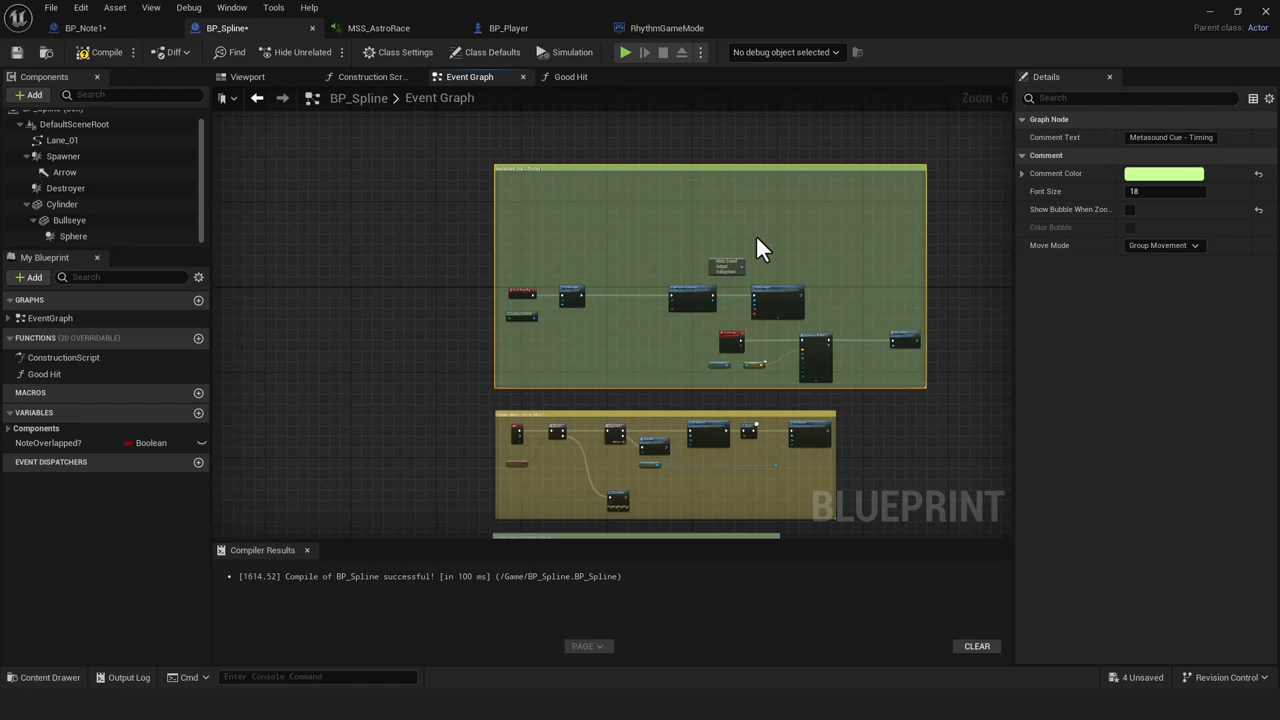 File Edit Asset View Debug Window Tools Help
BP_Note1* BP_Spline* MSS_AstroRace BP_Player RhythmGameMode
Parent class: Actor
Compile Diff Find Hide Unrelated Class Settings Class Defaults Simulation No debug object selected
Components
Add Search
DefaultSceneRoot
Lane_01
Spawner
Arrow
Destroyer
Cylinder
Bullseye
Sphere
My Blueprint
Add Search
GRAPHS
EventGraph
FUNCTIONS (20 OVERRIDABLE)
ConstructionScript
Good Hit
MACROS
VARIABLES
Components
NoteOverlapped? Boolean
EVENT DISPATCHERS
Viewport Construction Scr... Event Graph Good Hit
BP_Spline > Event Graph Zoom -6
Metasound Cue - Timing
BLUEPRINT
Compiler Results
[1614.52] Compile of BP_Spline successful! [in 100 ms] (/Game/BP_Spline.BP_Spline)
PAGE CLEAR
Details
Search
Graph Node
Comment Text Metasound Cue - Timing
Comment
Comment Color
Font Size 18
Show Bubble When Zoo...
Color Bubble
Move Mode Group Movement
Content Drawer Output Log Cmd Enter Console Command 4 Unsaved Revision Control